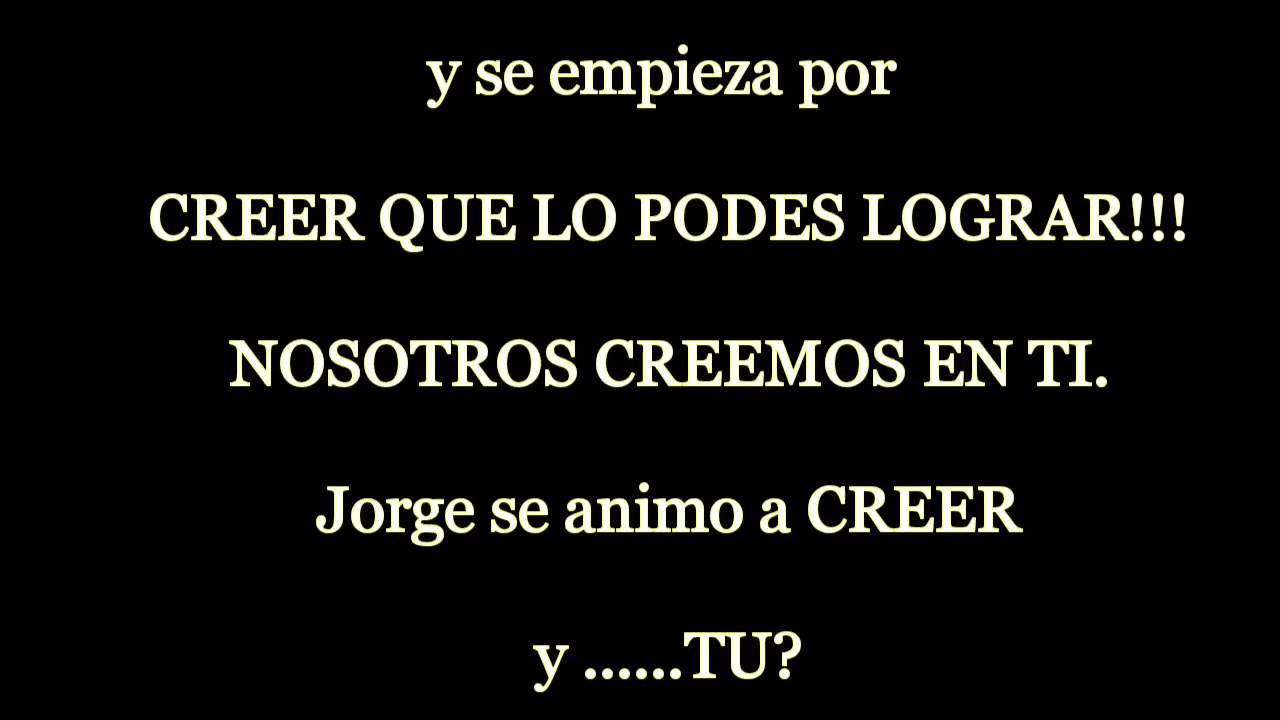 y se empieza por
CREER QUE LO PODES LOGRAR!!!
NOSOTROS CREEMOS EN TI.
Jorge se animo a CREER
y ......TU?